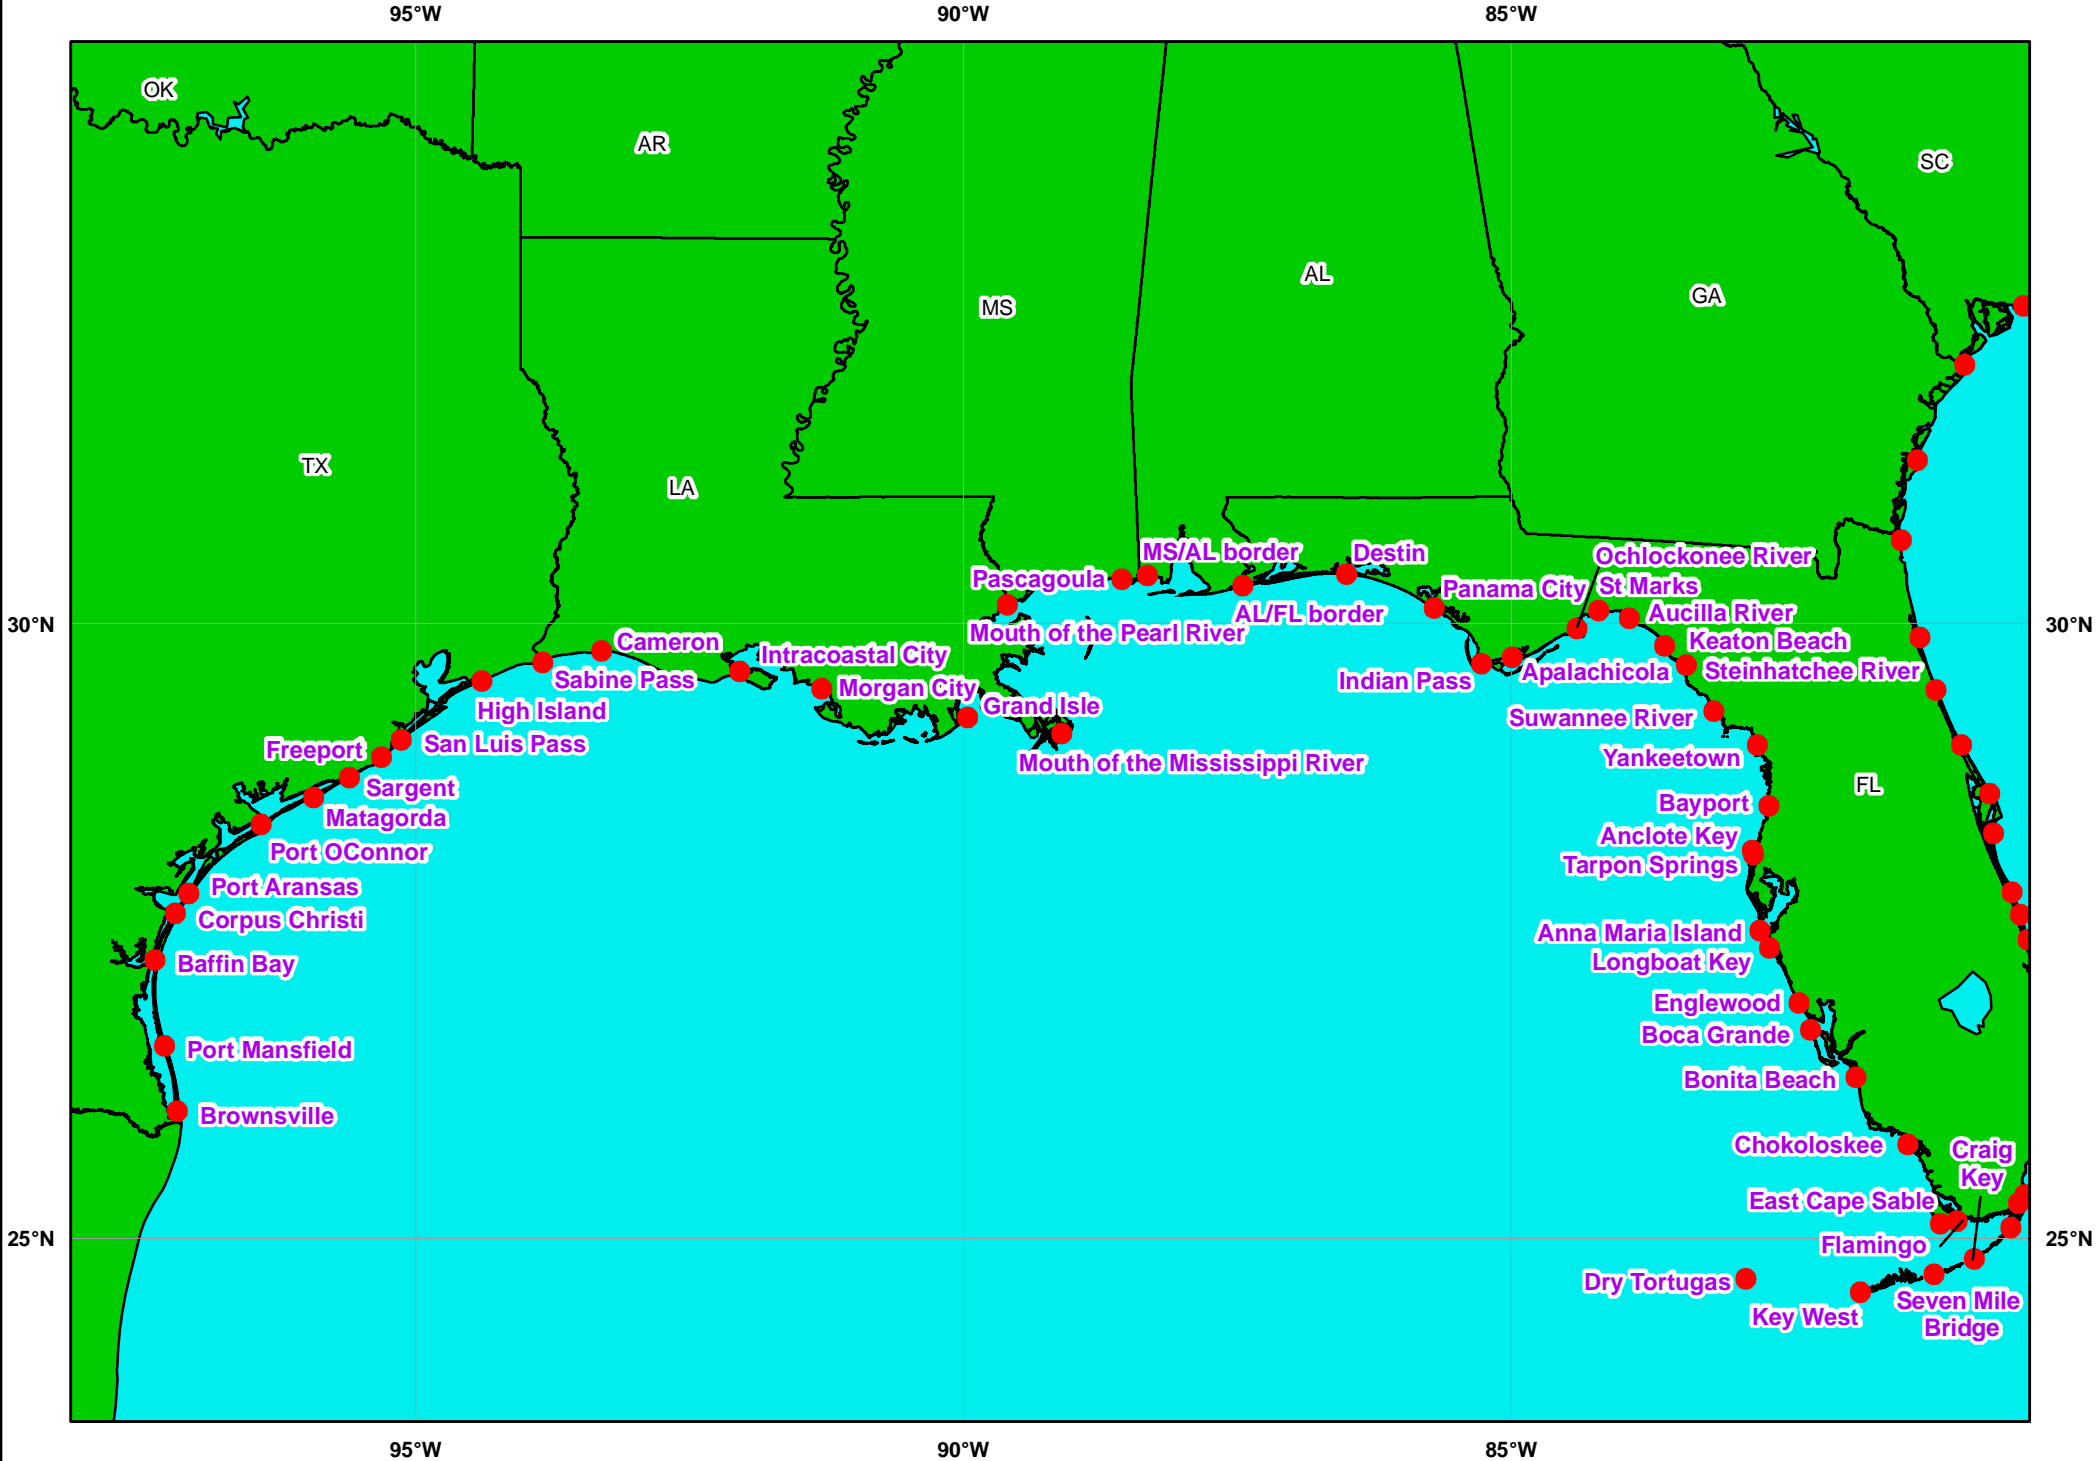 95°W 90°W 85°W
OK
AR
SC
AL
GA
MS
TX
LA
MS/AL border
Destin
Ochlockonee River
Pascagoula
Panama City
St Marks
AL/FL border
Aucilla River
30°N
30°N
Mouth of the Pearl River
Cameron
Keaton Beach
Intracoastal City
Sabine Pass
Indian Pass
Apalachicola
Steinhatchee River
Morgan City
High Island
Grand Isle
Suwannee River
Freeport
San Luis Pass
Mouth of the Mississippi River
Yankeetown
Sargent
FL
Matagorda
Bayport
Anclote Key
Port OConnor
Tarpon Springs
Port Aransas
Corpus Christi
Anna Maria Island
Baffin Bay
Longboat Key
Englewood
Boca Grande
Port Mansfield
Bonita Beach
Brownsville
Chokoloskee
Craig
Key
East Cape Sable
25°N
25°N
Flamingo
Dry Tortugas
Key West
Seven Mile
Bridge
95°W 90°W 85°W